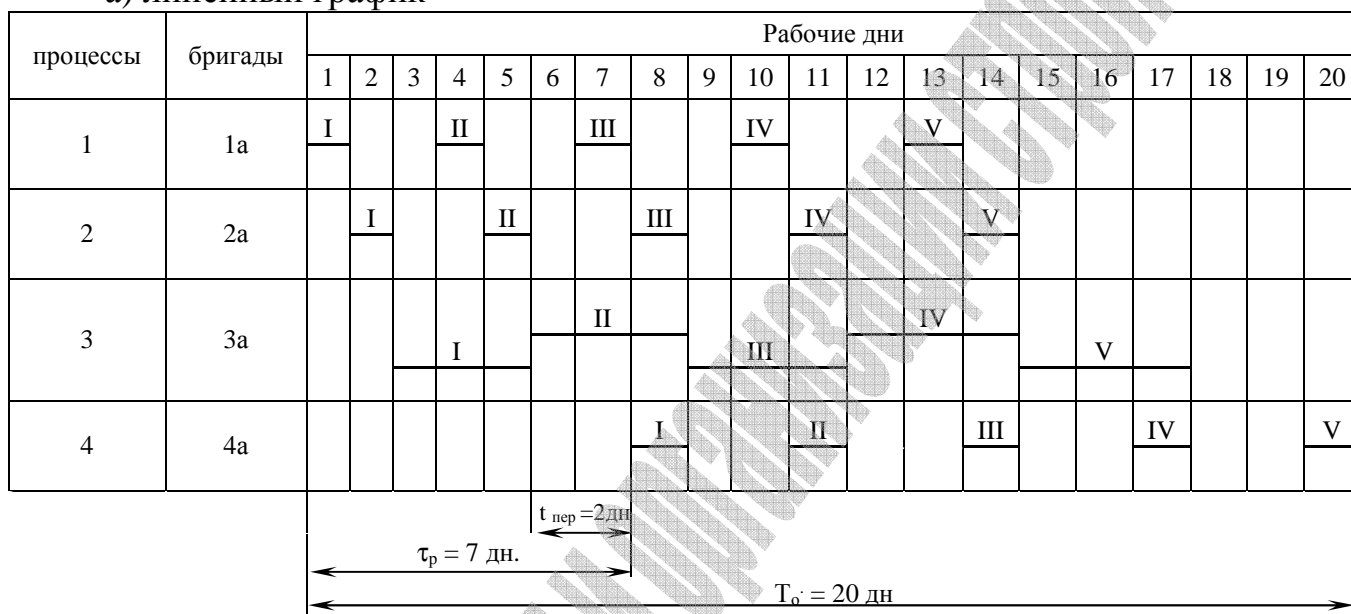 а) линейный график
процессы бригады Рабочие дни
1 2 3 4 5 6 7 8 9 10 11 12 13 14 15 16 17 18 19 20
1 1а I II III IV V
2 2а I II III IV V
3 3а I II III IV V
4 4а I II III IV V
t пер =2дн
τр = 7 дн.
То. = 20 дн